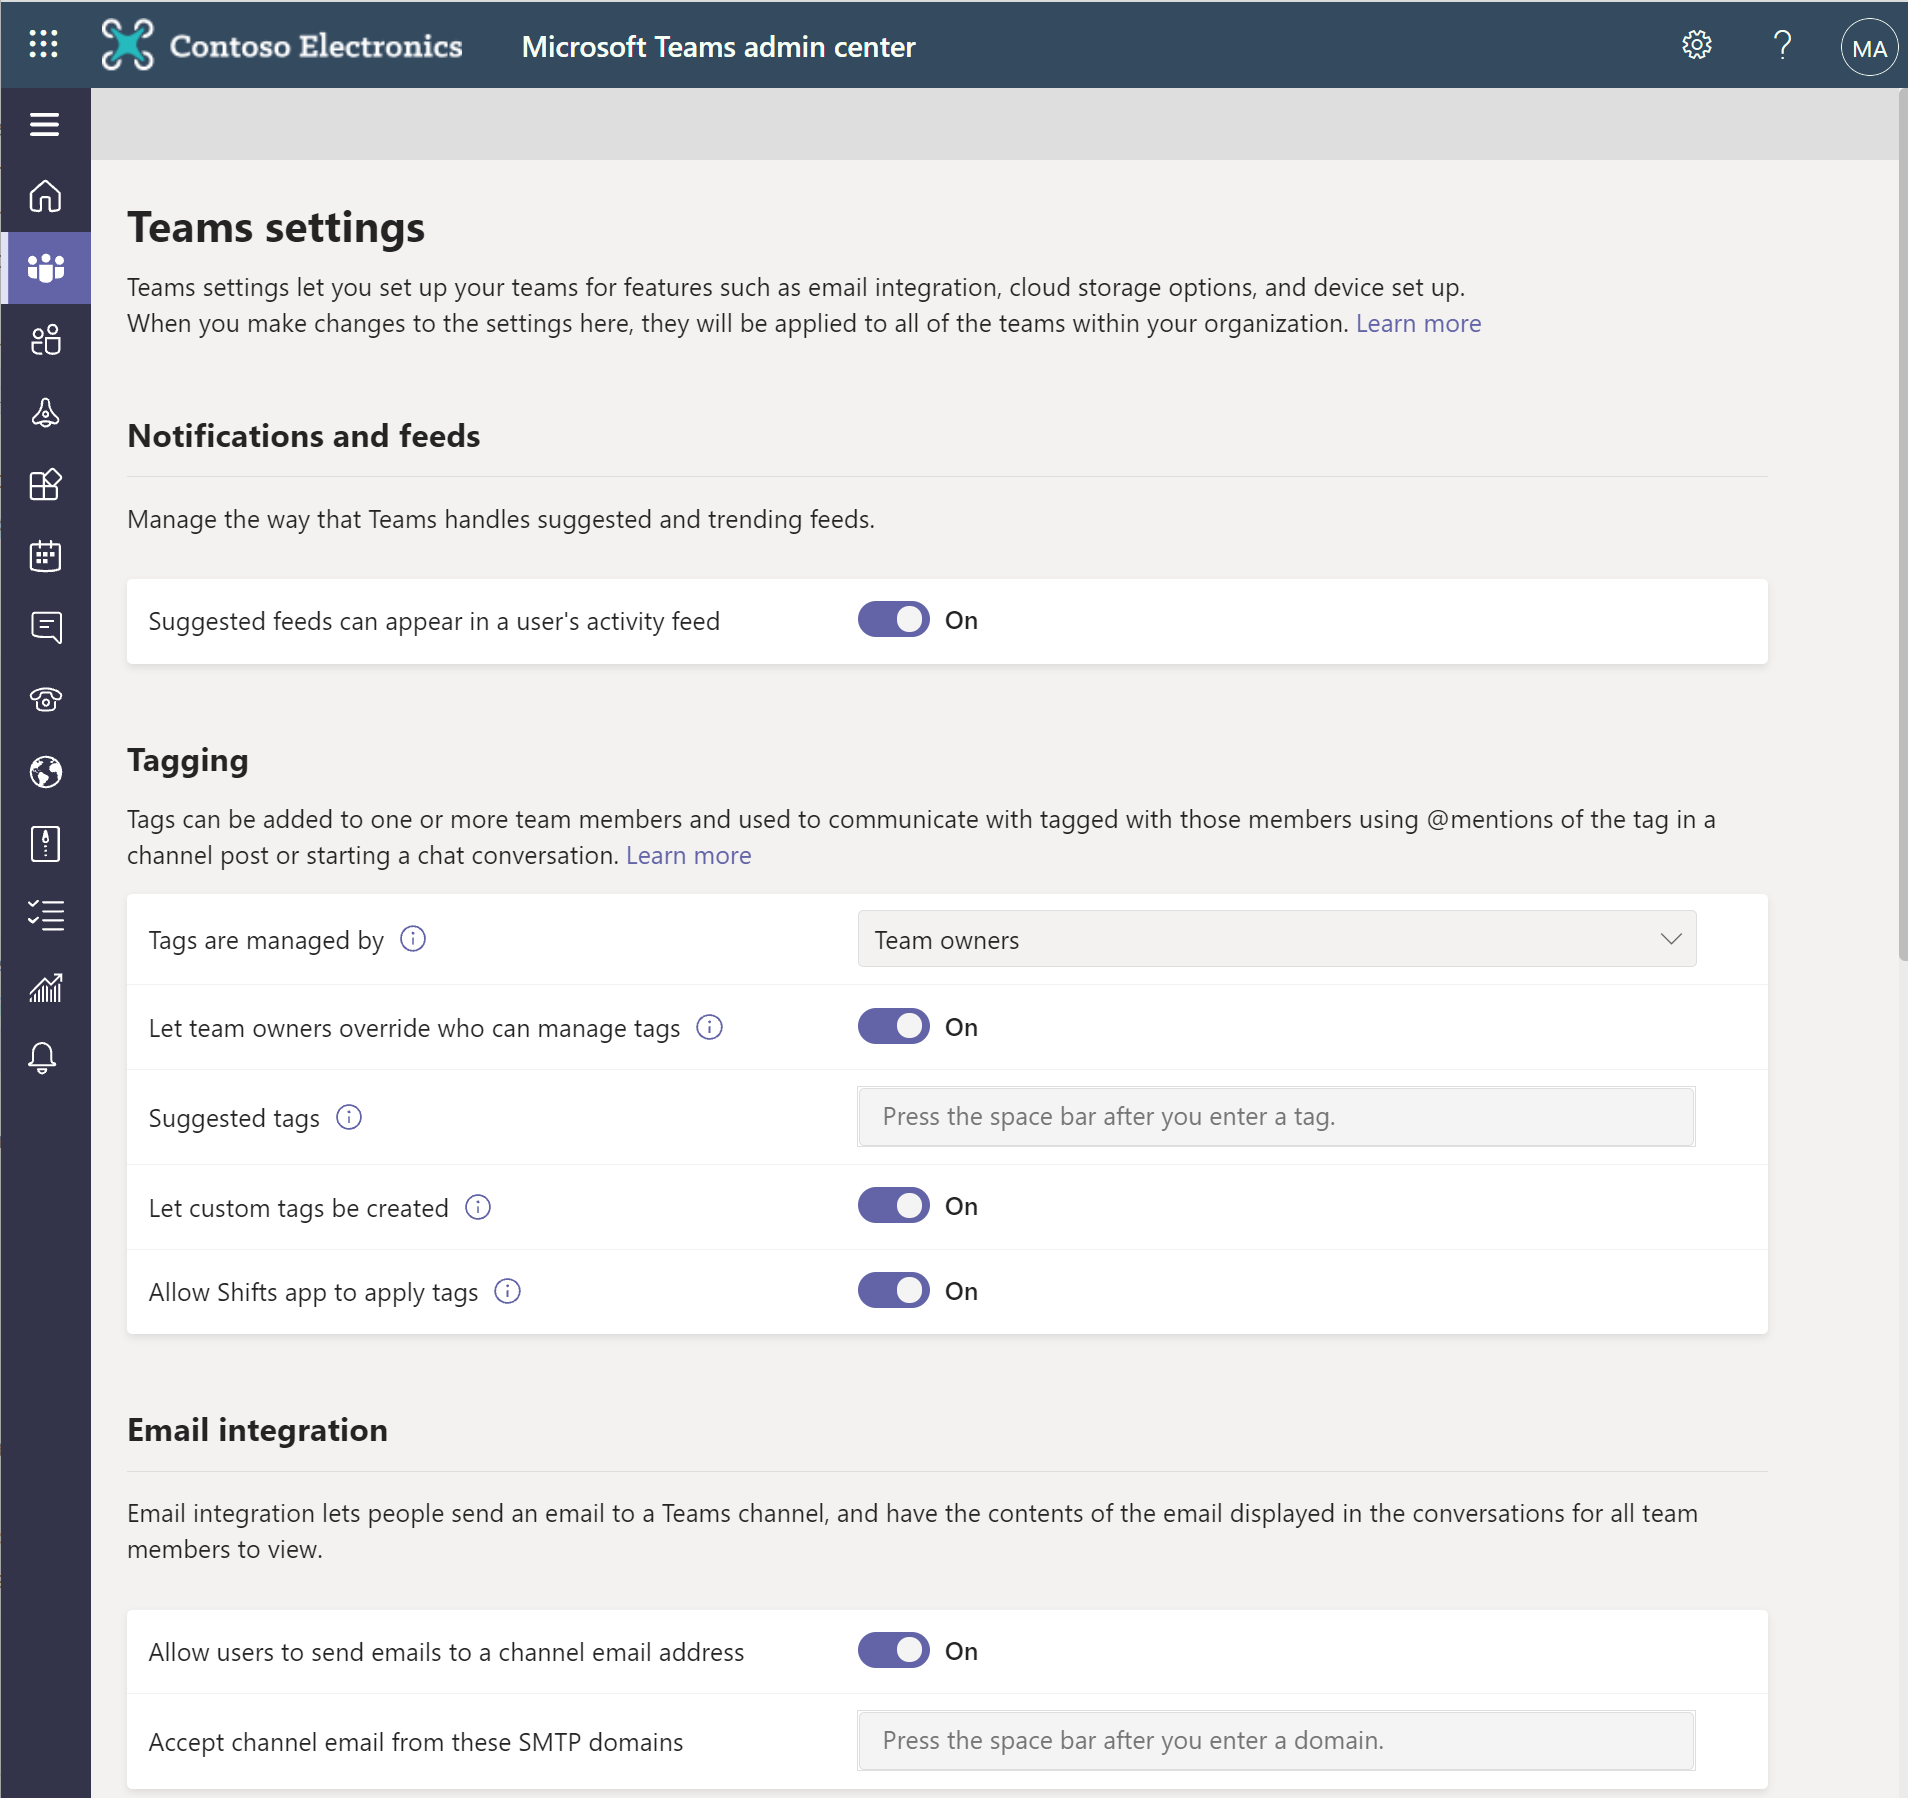 Contoso Electronics
Microsoft Teams admin center
MA
Teams settings
Teams settings let you set up your teams for features such as email integration, cloud storage options, and device set up.
When you make changes to the settings here, they will be applied to all of the teams within your organization. Learn more
Notifications and feeds
Manage the way that Teams handles suggested and trending feeds.
Suggested feeds can appear in a user's activity feed
On
Tagging
Tags can be added to one or more team members and used to communicate with tagged with those members using @mentions of the tag in a
channel post or starting a chat conversation. Learn more
Tags are managed by
Team owners
Let team owners override who can manage tags
On
Suggested tags
Press the space bar after you enter a tag.
Let custom tags be created
On
Allow Shifts app to apply tags
On
Email integration
Email integration lets people send an email to a Teams channel, and have the contents of the email displayed in the conversations for all team
members to view.
Allow users to send emails to a channel email address
On
Accept channel email from these SMTP domains
Press the space bar after you enter a domain.